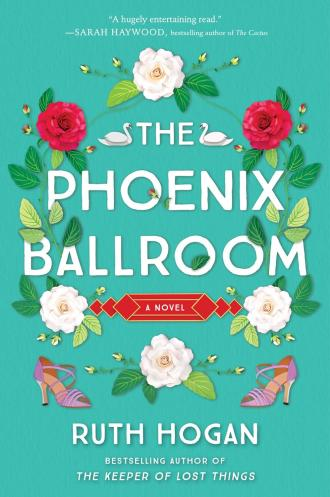 “A hugely entertaining read.”
—SARAH HAYWOOD, bestselling author of The Cactus
THE
PHOENIX
BALLROOM
A NOVEL
RUTH HOGAN
BESTSELLING AUTHOR OF
THE KEEPER OF LOST THINGS